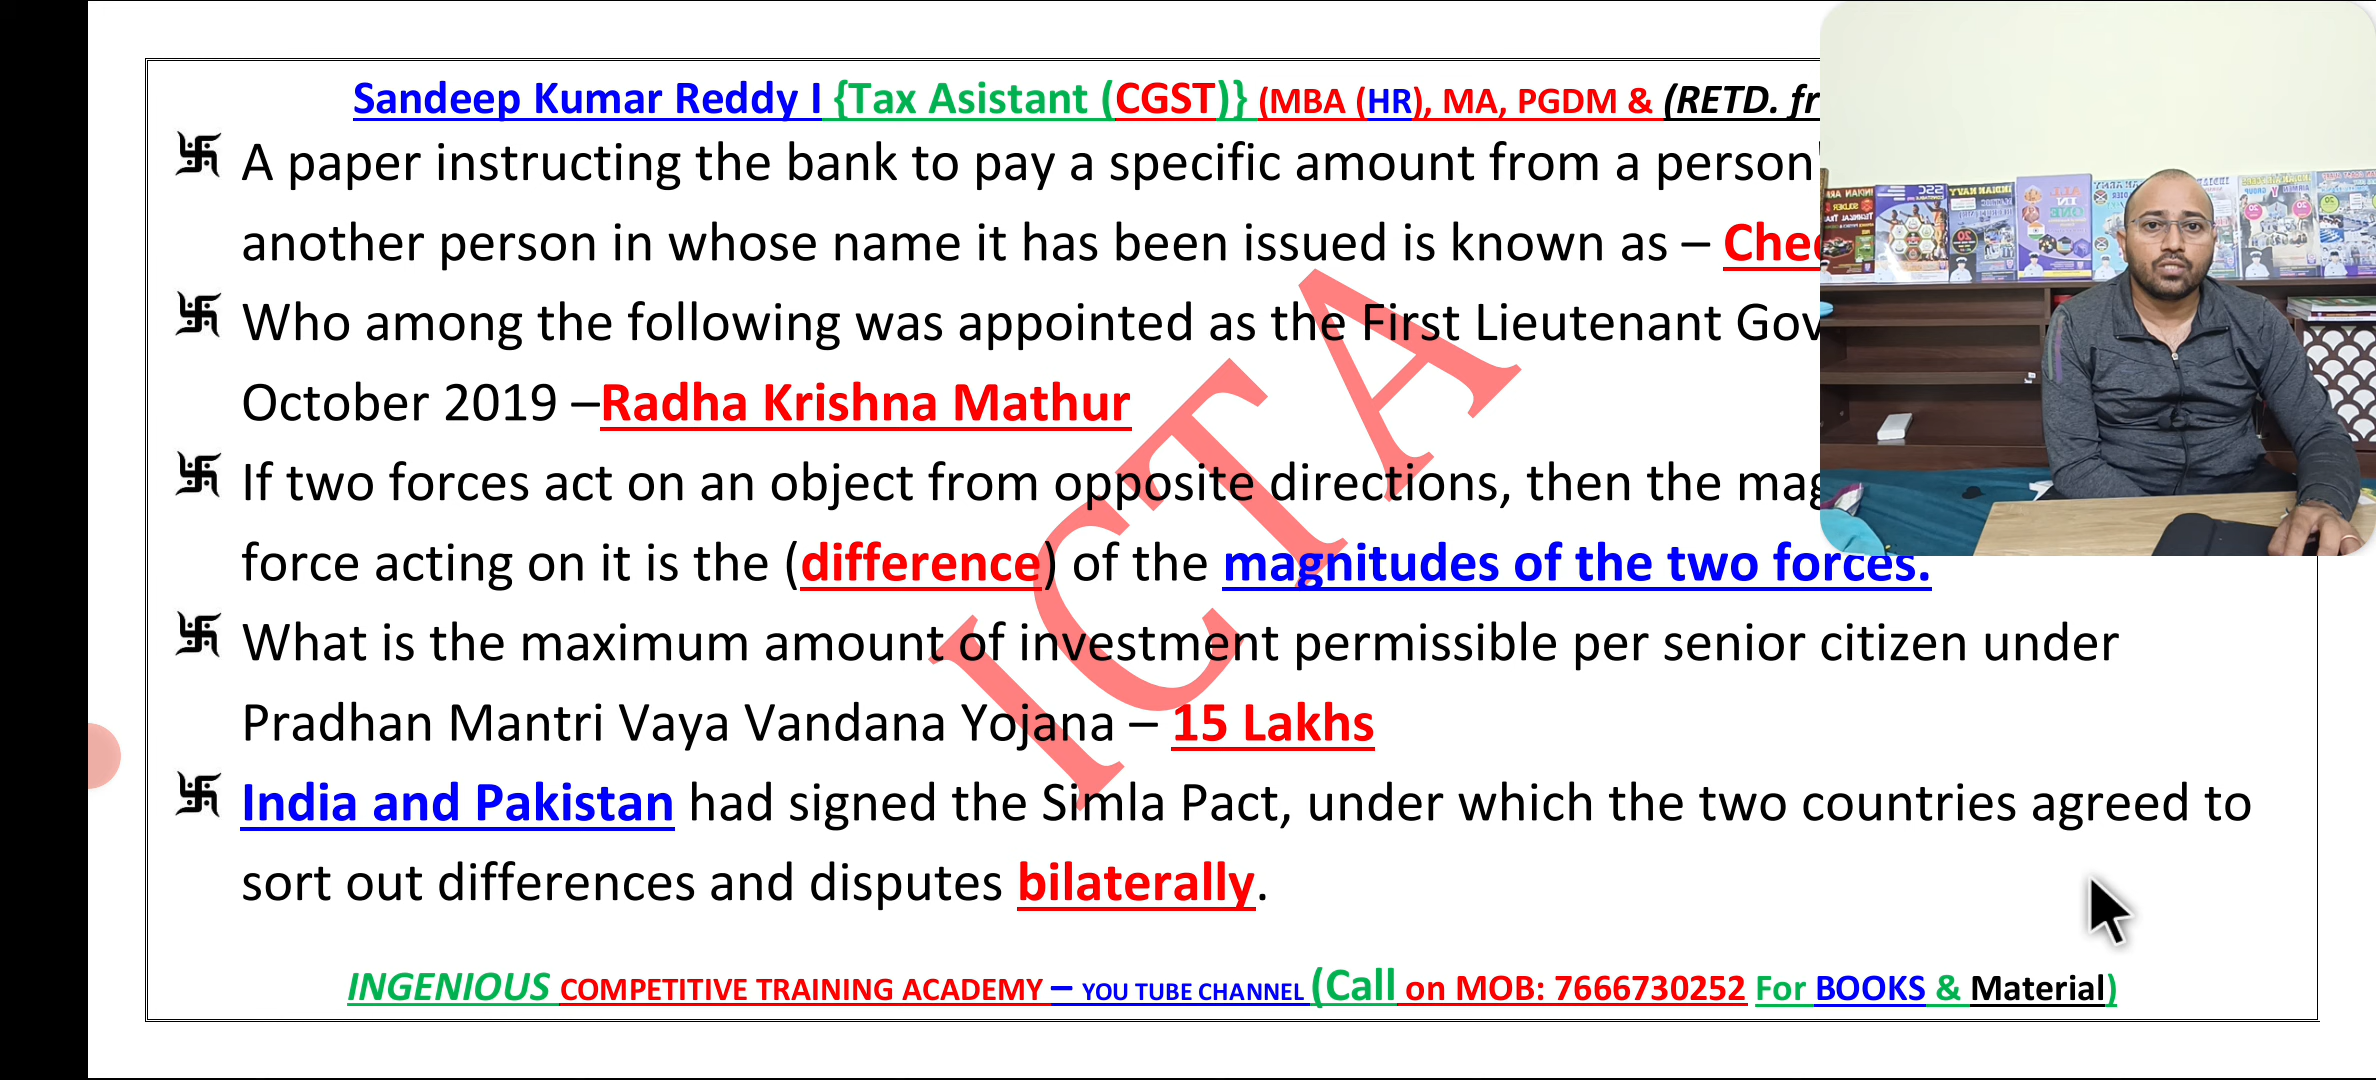 Sandeep Kumar Reddy I {Tax Asistant (CGST)} (MBA (HR), MA, PGDM & (RETD.
A paper instructing the bank to pay a specific amount from a person
another person in whose name it has been issued is known as –
Who among the following was appointed as the First Lieutenant
October 2019 –Radha Krishna Mathur
If two forces act on an object from opposite directions, then the
force acting on it is the (difference) of the magnitudes of the two forces.
What is the maximum amount of investment permissible per senior citizen under
Pradhan Mantri Vaya Vandana Yojana – 15 Lakhs
India and Pakistan had signed the Simla Pact, under which the two countries agreed to
sort out differences and disputes bilaterally.
ICTA
INGENIOUS COMPETITIVE TRAINING ACADEMY – YOU TUBE CHANNEL (Call on MOB: 7666730252 For BOOKS & Material)
SSC
INDIAN NAVY
ALL IN ONE